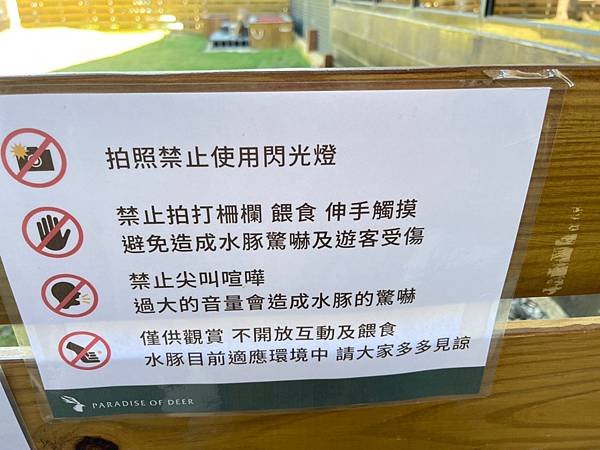 拍照禁止使用閃光燈
禁止拍打柵欄 餵食 伸手觸摸
避免造成水豚驚嚇及遊客受傷
禁止尖叫喧嘩
過大的音量會造成水豚的驚嚇
僅供觀賞 不開放互動及餵食
水豚目前適應環境中 請大家多多見諒
PARADISE OF DEER